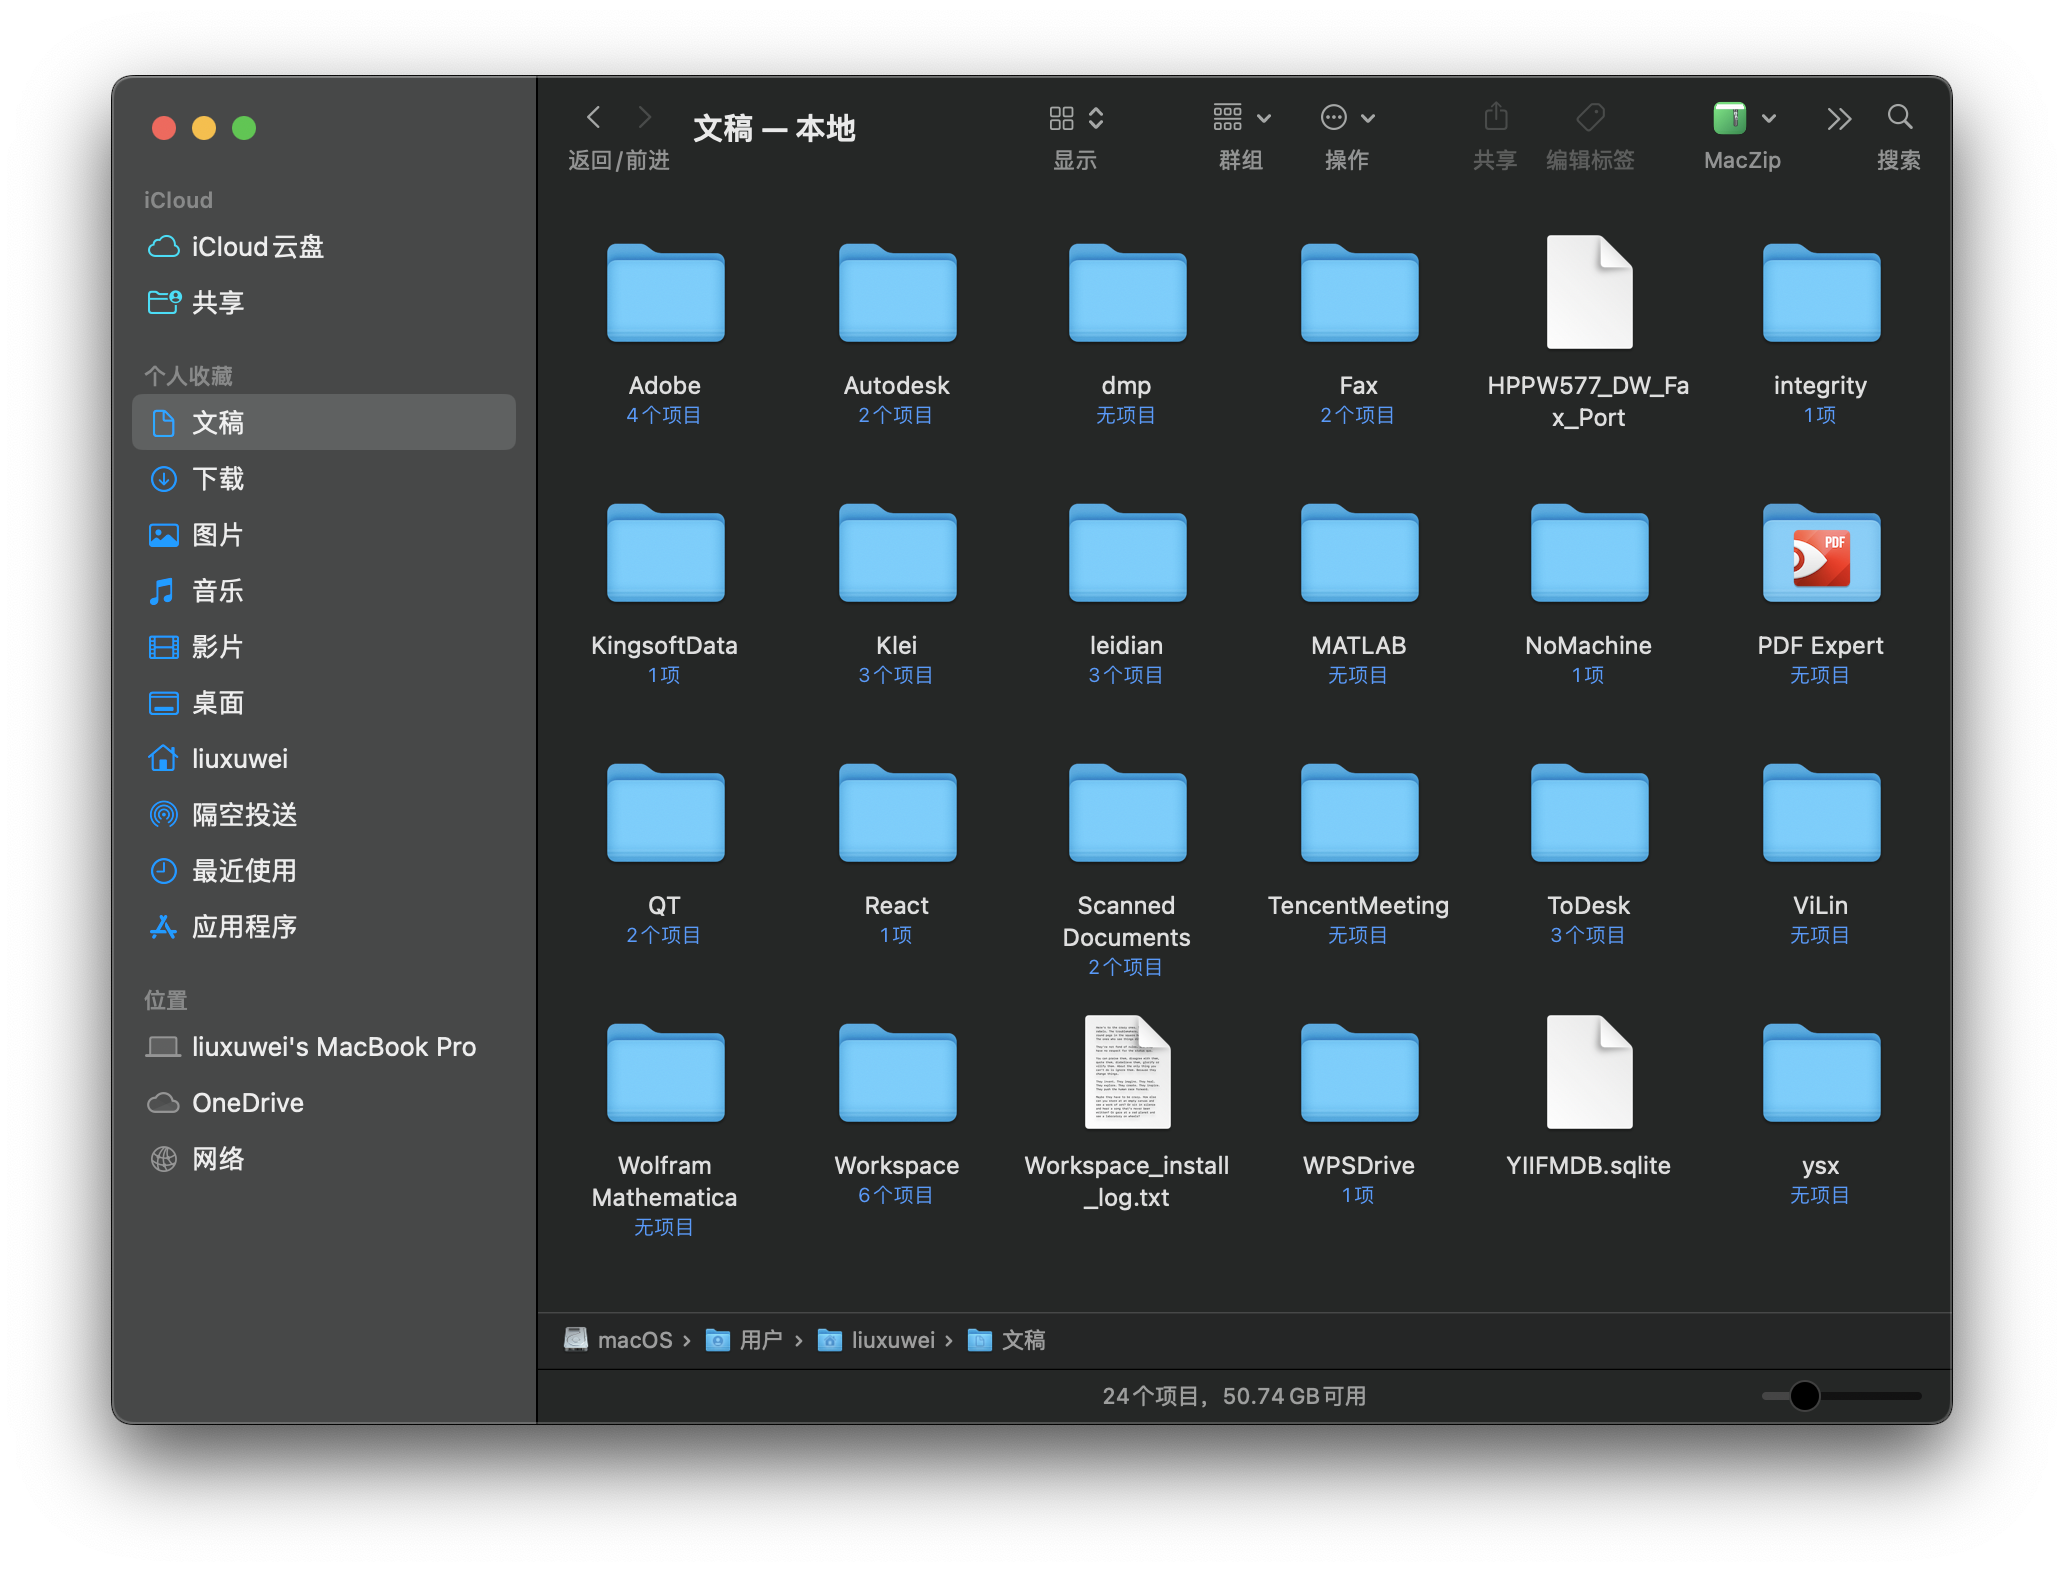 iCloud
iCloud云盘
共享
个人收藏
文稿
下载
图片
音乐
影片
桌面
liuxuwei
隔空投送
最近使用
应用程序
位置
liuxuwei's MacBook Pro
OneDrive
网络
文稿 — 本地
返回/前进
显示
群组
操作
共享
编辑标签
MacZip
搜索
Adobe
4个项目
Autodesk
2个项目
dmp
无项目
Fax
2个项目
HPPW577_DW_Fa
x_Port
integrity
1项
KingsoftData
1项
Klei
3个项目
leidian
3个项目
MATLAB
无项目
NoMachine
1项
PDF
PDF Expert
无项目
QT
2个项目
React
1项
Scanned
Documents
2个项目
TencentMeeting
无项目
ToDesk
3个项目
ViLin
无项目
Wolfram
Mathematica
无项目
Workspace
6个项目
Workspace_install
_log.txt
WPSDrive
1项
YIIFMDB.sqlite
ysx
无项目
macOS › 用户 › liuxuwei › 文稿
24个项目，50.74 GB可用